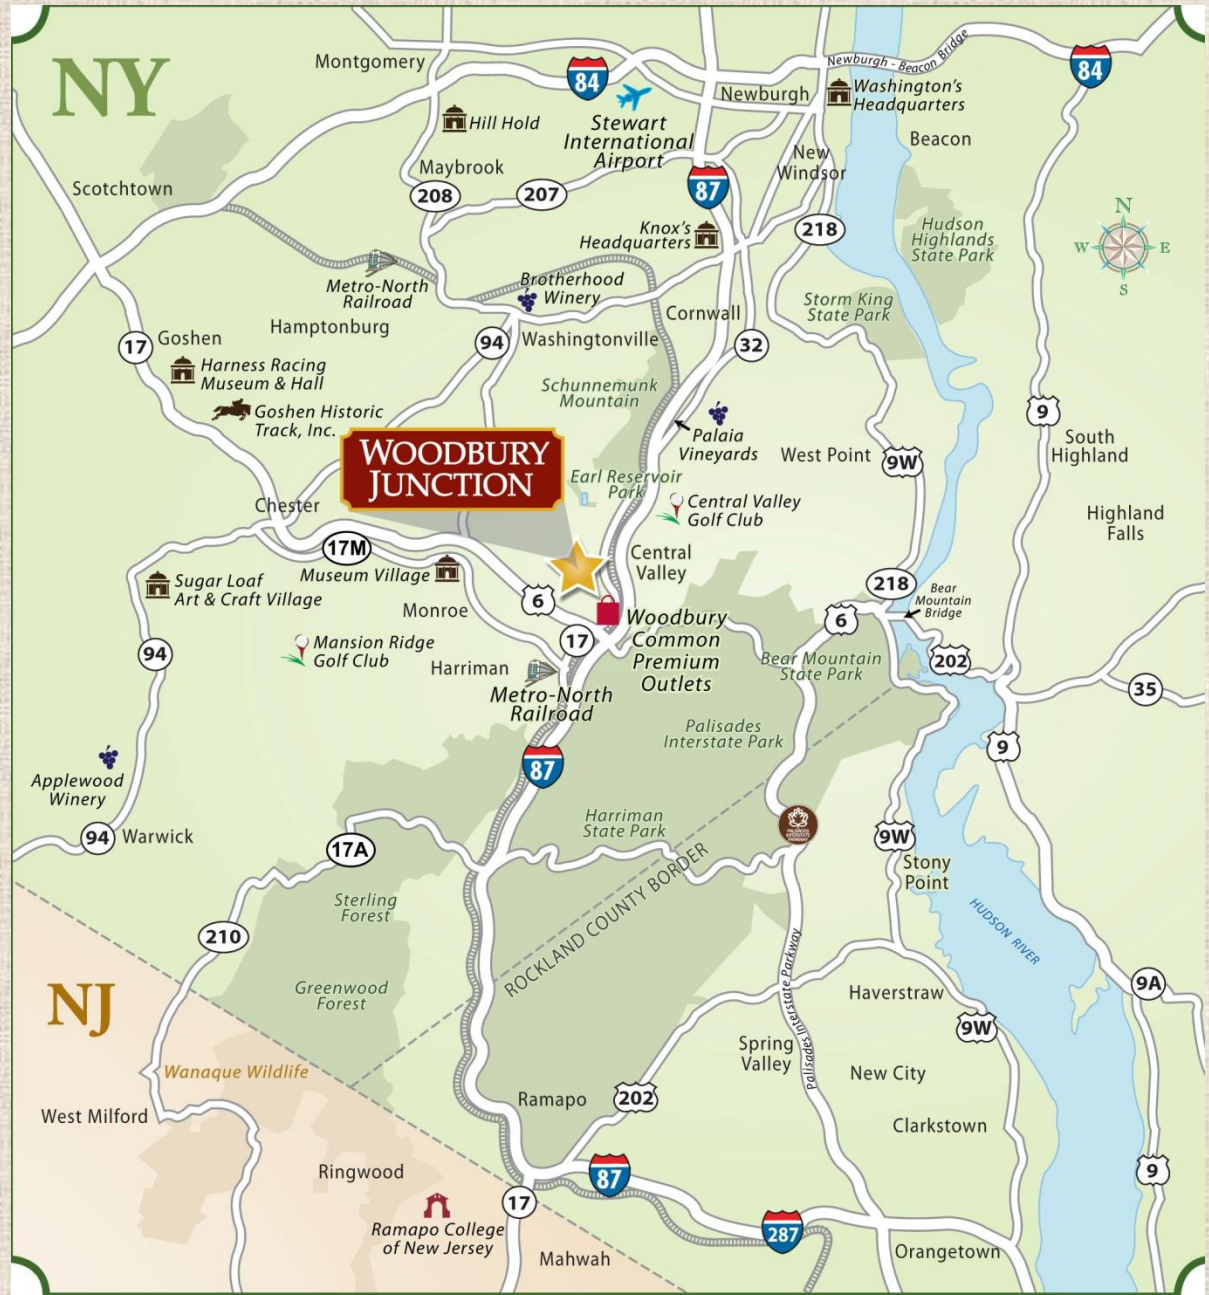 NY
Montgomery
84
Newburgh - Beacon Bridge
84
Hill Hold
Stewart
International
Airport
Newburgh
Washington's
Headquarters
Beacon
Scotchtown
Maybrook
208
207
87
New
Windsor
218
Knox's
Headquarters
Hudson
Highlands
State Park
N
W
E
S
Metro-North
Railroad
Brotherhood
Winery
Storm King
State Park
Hamptonburg
Cornwall
17
Goshen
94
Washingtonville
32
Harness Racing
Museum & Hall
Schunnemunk
Mountain
Goshen Historic
Track, Inc.
9
WOODBURY
JUNCTION
Palaia
Vineyards
West Point
9W
South
Highland
Earl Reservoir
Park
Chester
Central Valley
Golf Club
Highland
Falls
17M
Museum Village
Central
Valley
Sugar Loaf
Art & Craft Village
Monroe
6
218
Bear
Mountain
Bridge
Woodbury
Common
Premium
Outlets
6
17
94
Mansion Ridge
Golf Club
Harriman
Bear Mountain
State Park
202
35
Metro-North
Railroad
Palisades
Interstate Park
9
87
Applewood
Winery
94
Warwick
17A
Harriman
State Park
PALISADES
INTERSTATE
PARKWAY
9W
Stony
Point
Sterling
Forest
ROCKLAND COUNTY BORDER
HUDSON RIVER
210
NJ
Greenwood
Forest
Palisades Interstate Parkway
Haverstraw
9A
9W
Spring
Valley
Wanaque Wildlife
New City
West Milford
Ramapo
202
Clarkstown
Ringwood
87
9
17
Ramapo College
of New Jersey
Mahwah
287
Orangetown